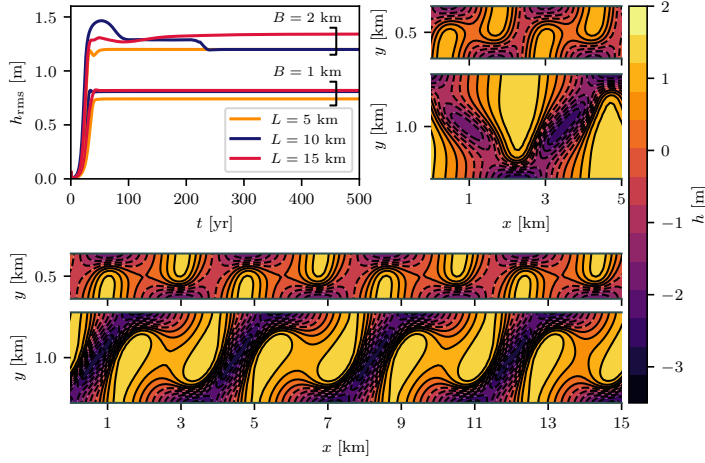 1.5
1.0
0.5
0.0
h_rms [m]
0
100
200
300
400
500
t [yr]
B = 2 km
B = 1 km
L = 5 km
L = 10 km
L = 15 km
0.5
y [km]
1.0
y [km]
1
3
5
x [km]
2
1
0
−1
−2
−3
h [m]
0.5
y [km]
1.0
y [km]
1
3
5
7
9
11
13
15
x [km]